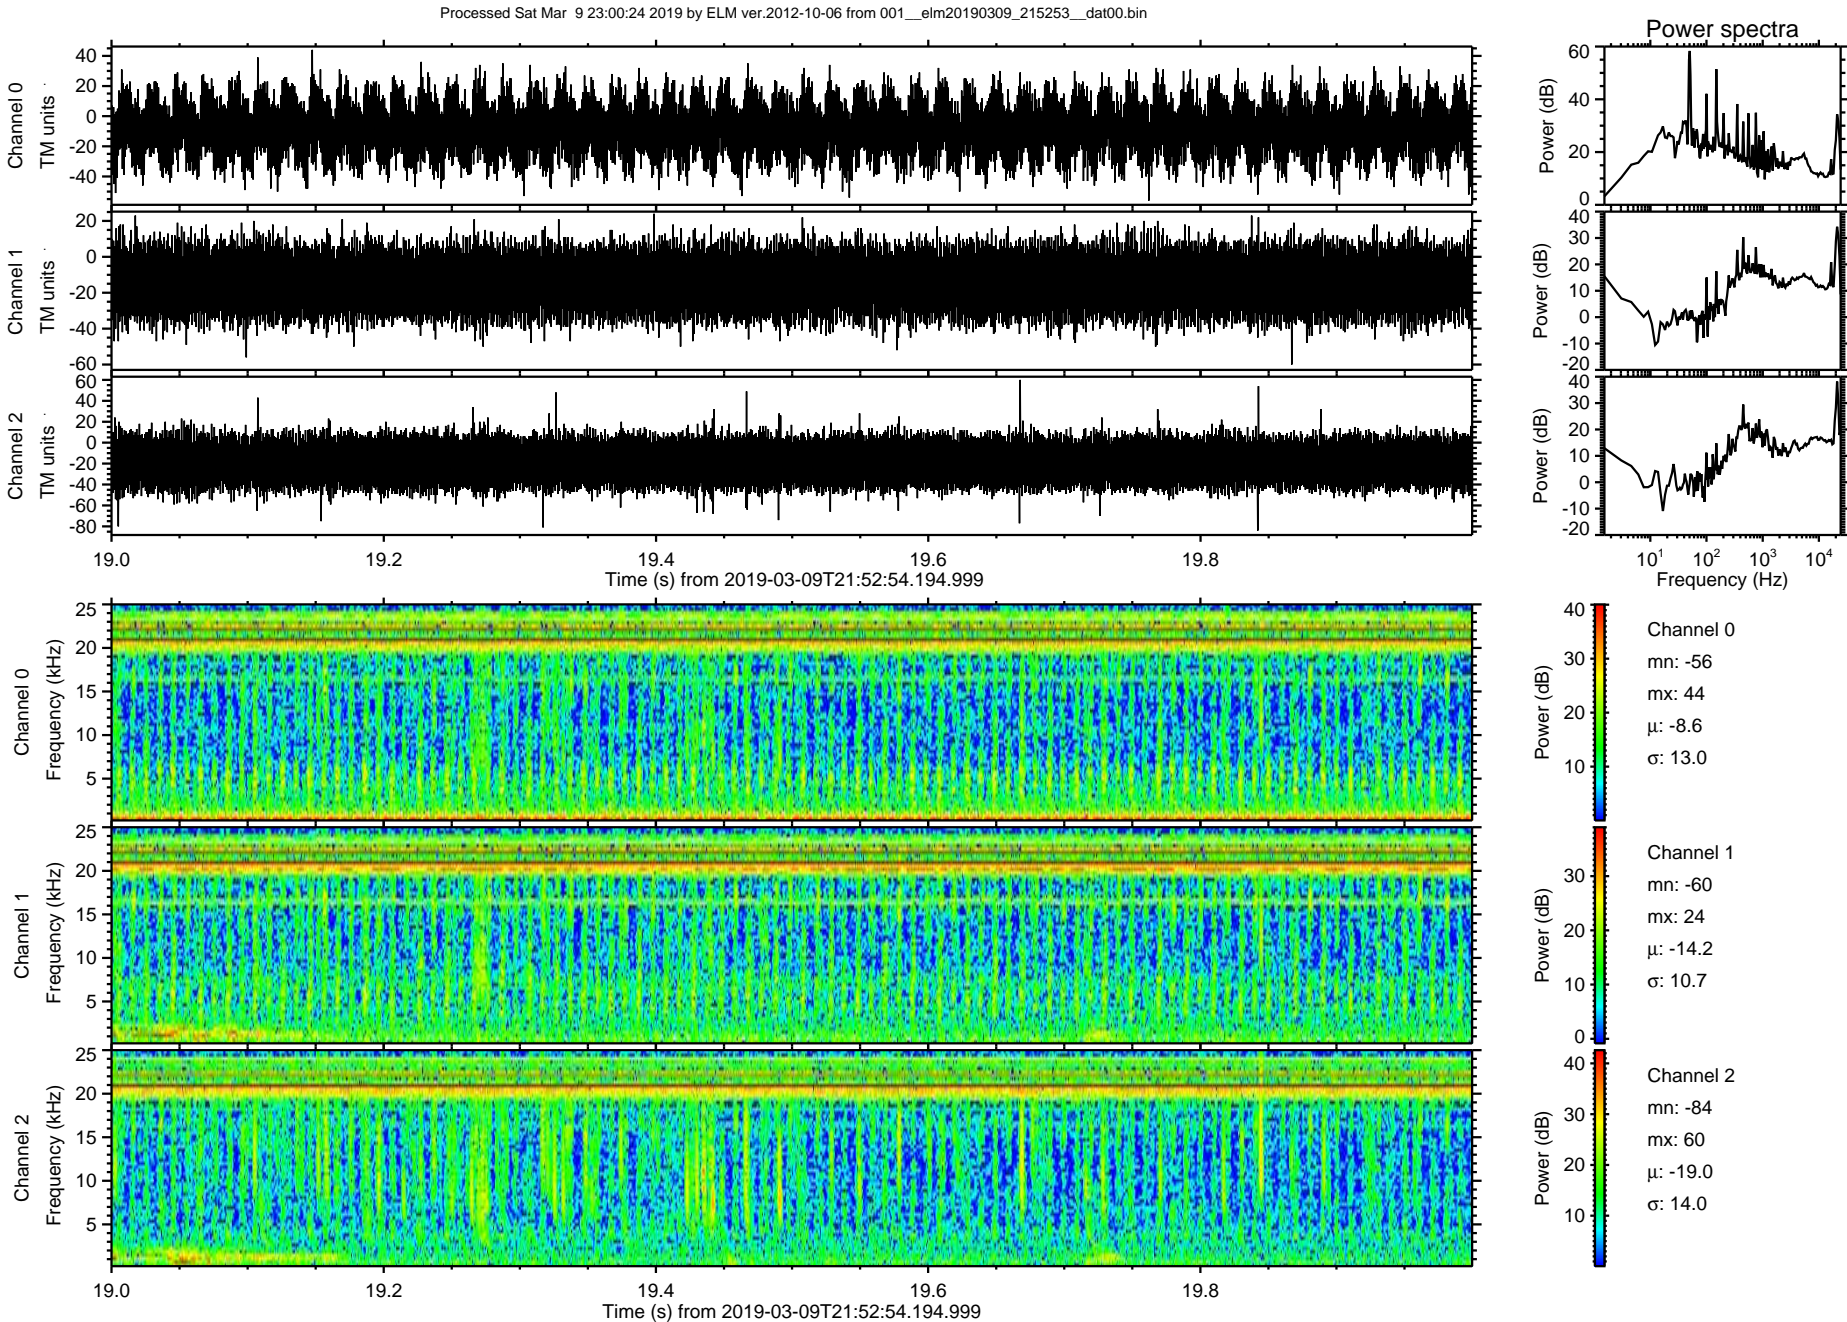 Processed Sat Mar  9 23:00:24 2019 by ELM ver.2012-10-06 from 001__elm20190309_215253__dat00.bin
Power spectra
Channel 0
TM units
40
20
0
-20
-40
Power (dB)
60
40
20
0
Channel 1
TM units
20
0
-20
-40
-60
Power (dB)
40
30
20
10
0
-10
-20
Channel 2
TM units
60
40
20
0
-20
-40
-60
-80
Power (dB)
40
30
20
10
0
-10
-20
19.0 19.2 19.4 19.6 19.8
Time (s) from 2019-03-09T21:52:54.194.999
10¹ 10² 10³ 10⁴
Frequency (Hz)
Channel 0
Frequency (kHz)
25
20
15
10
5
Power (dB)
40
30
20
10
Channel 0
mn: -56
mx: 44
μ: -8.6
σ: 13.0
Channel 1
Frequency (kHz)
25
20
15
10
5
Power (dB)
30
20
10
0
Channel 1
mn: -60
mx: 24
μ: -14.2
σ: 10.7
Channel 2
Frequency (kHz)
25
20
15
10
5
Power (dB)
40
30
20
10
Channel 2
mn: -84
mx: 60
μ: -19.0
σ: 14.0
19.0 19.2 19.4 19.6 19.8
Time (s) from 2019-03-09T21:52:54.194.999